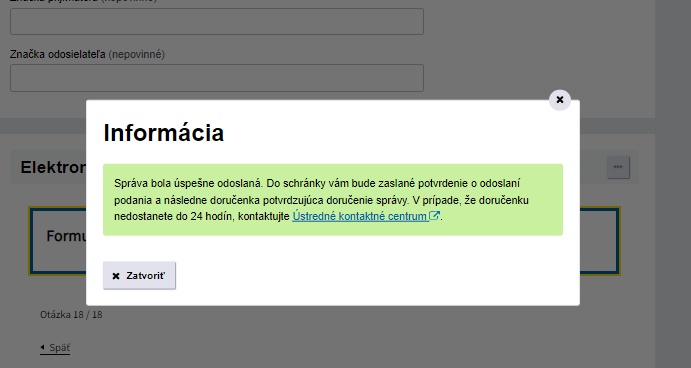 (nepovinné)
Značka odosielateľa (nepovinné)
Informácia
Elektron
Správa bola úspešne odoslaná. Do schránky vám bude zaslané potvrdenie o odoslaní
podania a následne doručenka potvrdzujúca doručenie správy. V prípade, že doručenku
nedostanete do 24 hodín, kontaktujte Ústredné kontaktné centrum.
Formu
Zatvoriť
Otázka 18 / 18
Späť